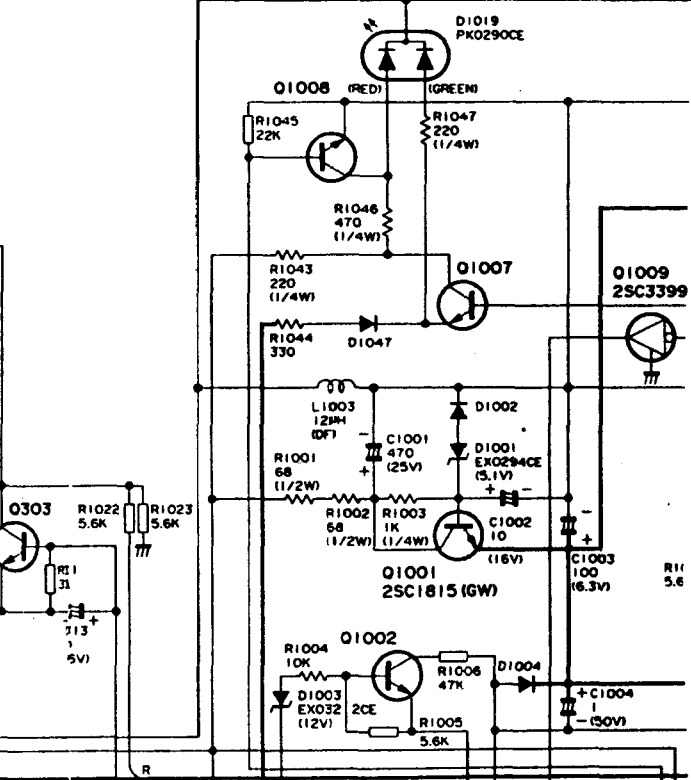 D1019
PK0290CE
Q1008
(RED)
(GREEN)
R1045
22K
R1047
220
(1/4W)
R1046
470
(1/4W)
R1043
220
(1/4W)
Q1007
Q1009
2SC3399
R1044
330
D1047
L1003
12μH
(DF)
D1002
C1001
470
(25V)
D1001
EX0294CE
(5.1V)
R1001
68
(1/2W)
R1002
68
(1/2W)
R1003
1K
(1/4W)
C1002
10
(16V)
Q303
R1022
5.6K
R1023
5.6K
Q1001
2SC1815(GW)
C1003
100
(6.3V)
5.6
R1004
10K
Q1002
R1006
47K
D1004
D1003
EX032 2CE
(12V)
R1005
5.6K
C1004
1
(50V)
R